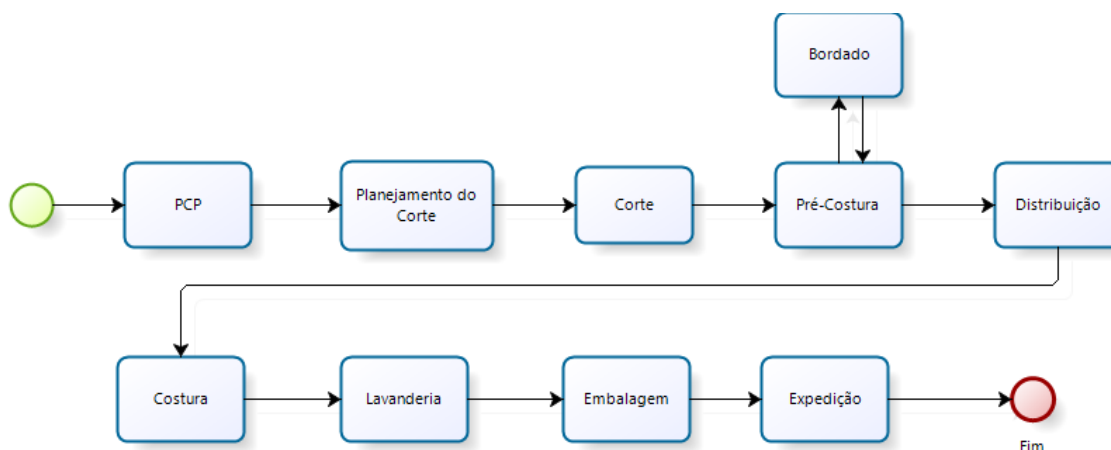 Bordado
PCP
Planejamento do
Corte
Corte
Pré-Costura
Distribuição
Costura
Lavanderia
Embalagem
Expedição
Fim